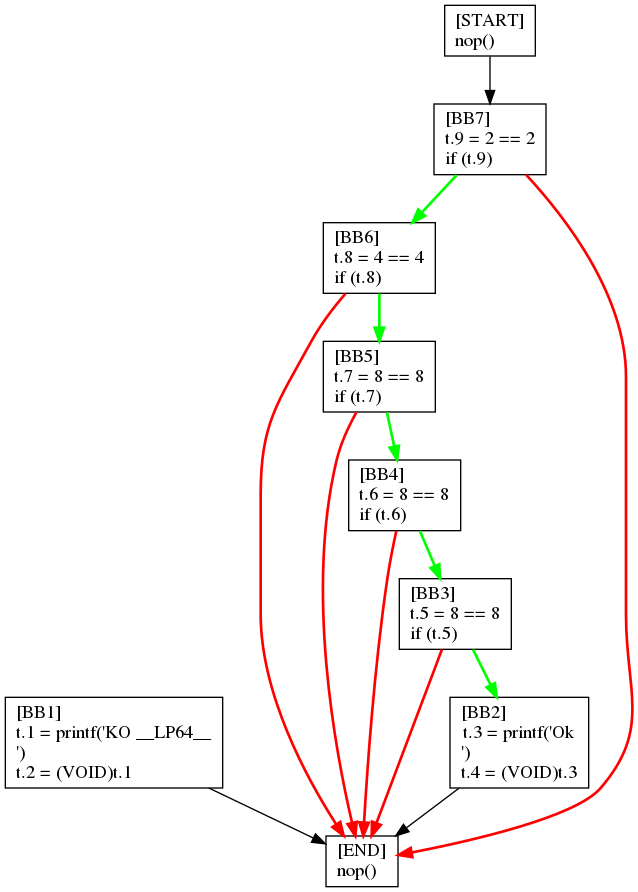 [START]
nop()
[BB7]
t.9 = 2 == 2
if (t.9)
[BB6]
t.8 = 4 == 4
if (t.8)
[BB5]
t.7 = 8 == 8
if (t.7)
[BB4]
t.6 = 8 == 8
if (t.6)
[BB3]
t.5 = 8 == 8
if (t.5)
[BB1]
t.1 = printf('KO __LP64__
')
t.2 = (VOID)t.1
[BB2]
t.3 = printf('Ok
')
t.4 = (VOID)t.3
[END]
nop()